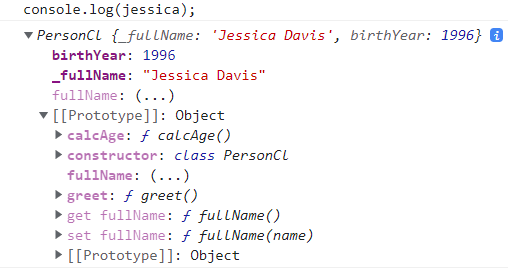 console.log(jessica);
▼ PersonCl {_fullName: 'Jessica Davis', birthYear: 1996} i
birthYear: 1996
_fullName: "Jessica Davis"
fullName: (...)
▼ [[Prototype]]: Object
▶ calcAge: ƒ calcAge()
▶ constructor: class PersonCl
fullName: (...)
▶ greet: ƒ greet()
▶ get fullName: ƒ fullName()
▶ set fullName: ƒ fullName(name)
▶ [[Prototype]]: Object